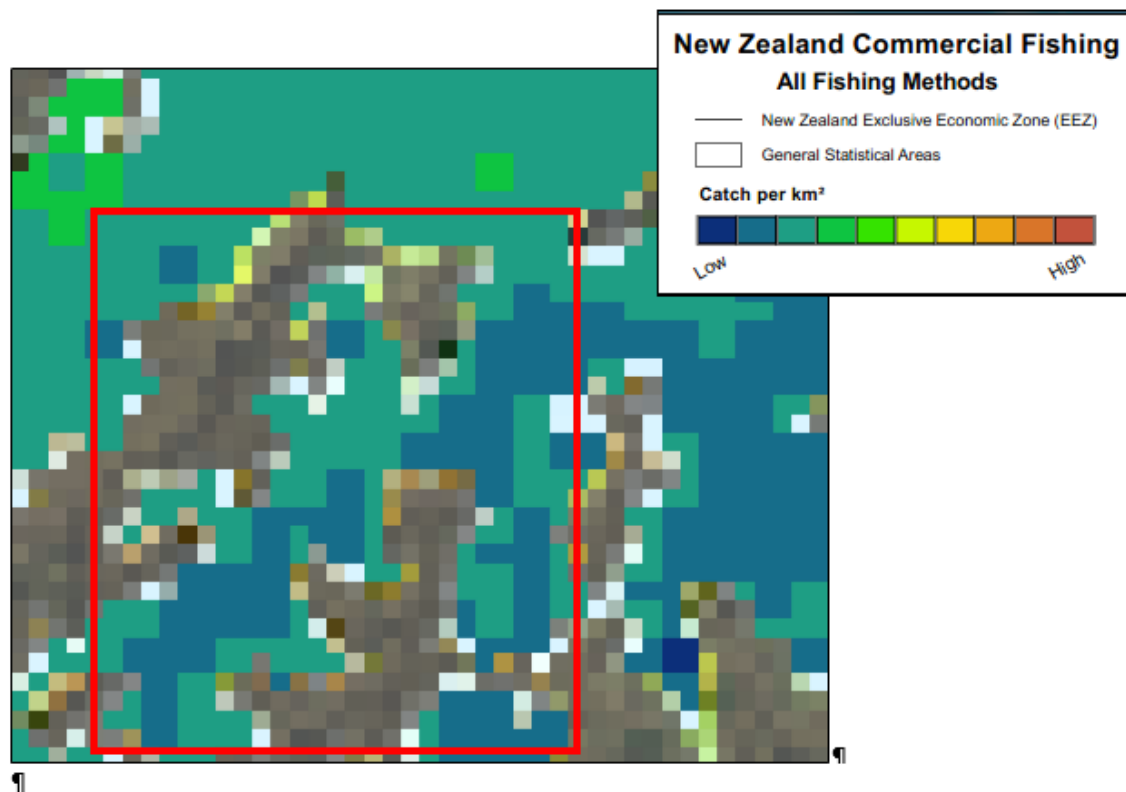 New Zealand Commercial Fishing
All Fishing Methods
New Zealand Exclusive Economic Zone (EEZ)
General Statistical Areas
Catch per km²
Low
High
¶
¶